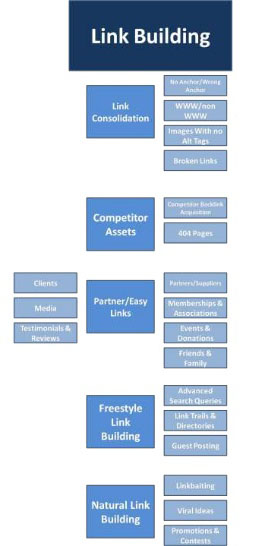 Link Building
Link
Consolidation
No Anchor/Wrong
Anchor
WWW/non
WWW
Images With no
Alt Tags
Broken Links
Competitor
Assets
Competitor Backlink
Acquisition
404 Pages
Clients
Media
Testimonials &
Reviews
Partner/Easy
Links
Partners/Suppliers
Memberships &
Associations
Events &
Donations
Friends &
Family
Freestyle
Link
Building
Advanced
Search Queries
Link Trails &
Directories
Guest Posting
Natural Link
Building
Linkbaiting
Viral Ideas
Promotions &
Contests